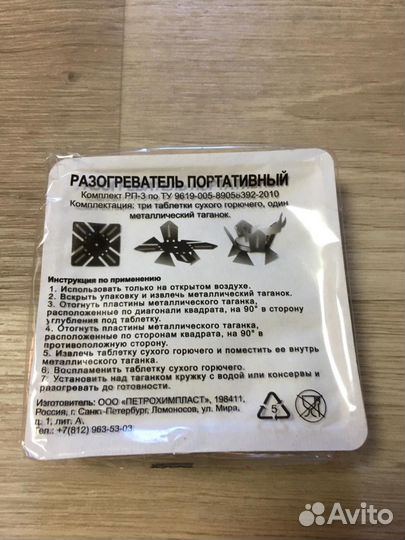 РАЗОГРЕВАТЕЛЬ ПОРТАТИВНЫЙ
Комплект РП-3 по ТУ 9619-005-89058392-2010
Комплектация: три таблетки сухого горючего, один
металлический таганок.
Инструкция по применению
1. Использовать только на открытом воздухе.
2. Вскрыть упаковку и извлечь металлический таганок.
3. Отогнуть пластины металлического таганка,
расположенные по диагонали квадрата, на 90° в сторону
углубления под таблетку.
4. Отогнуть пластины металлического таганка,
расположенные по сторонам квадрата, на 90° в
противоположную сторону.
5. Извлечь таблетку сухого горючего и поместить ее внутрь
металлического таганка.
6. Воспламенить таблетку сухого горючего.
7. Установить над таганком кружку с водой или консервы и
разогревать до готовности.
Изготовитель: ООО «ПЕТРОХИМПЛАСТ», 198411,
Россия, г. Санкт-Петербург, Ломоносов, ул. Мира,
д. 1, лит. А.
Тел.: +7(812) 963-53-03
5
Avito